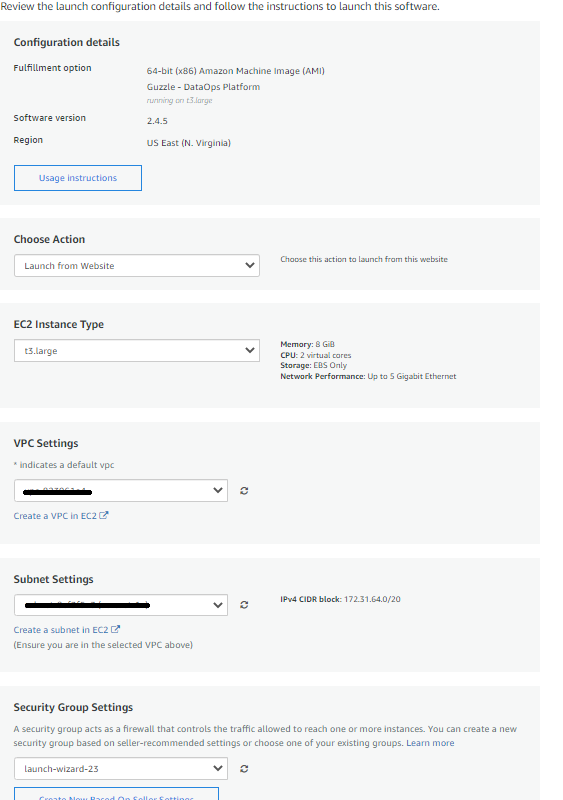 Review the launch configuration details and follow the instructions to launch this software.
Configuration details
Fulfillment option
64-bit (x86) Amazon Machine Image (AMI)
Guzzle - DataOps Platform
running on t3.large
Software version
2.4.5
Region
US East (N. Virginia)
Usage instructions
Choose Action
Launch from Website
Choose this action to launch from this website
EC2 Instance Type
t3.large
Memory: 8 GiB
CPU: 2 virtual cores
Storage: EBS Only
Network Performance: Up to 5 Gigabit Ethernet
VPC Settings
* indicates a default vpc
Create a VPC in EC2
Subnet Settings
IPv4 CIDR block: 172.31.64.0/20
Create a subnet in EC2
(Ensure you are in the selected VPC above)
Security Group Settings
A security group acts as a firewall that controls the traffic allowed to reach one or more instances. You can create a new
security group based on seller-recommended settings or choose one of your existing groups. Learn more
launch-wizard-23
Create New Based On Seller Settings